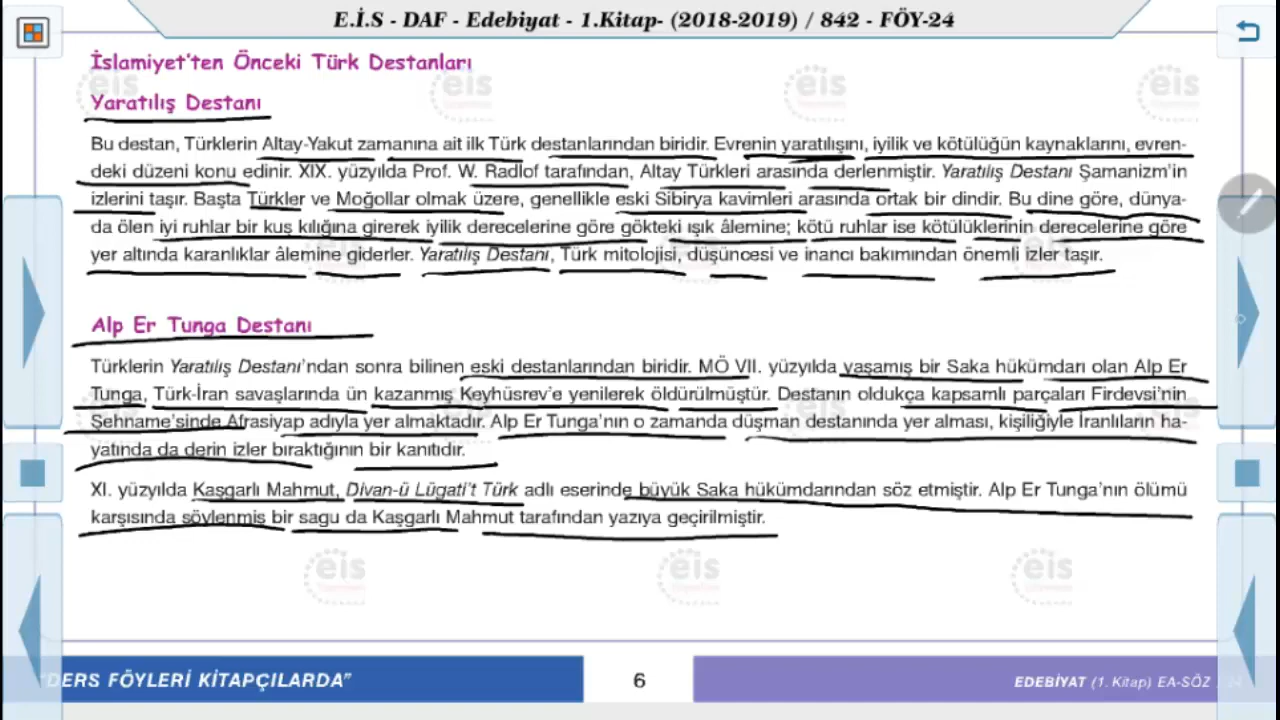 E.İ.S - DAF - Edebiyat - 1.Kitap- (2018-2019) / 842 - FÖY-24
İslamiyet'ten Önceki Türk Destanları
Yaratılış Destanı
Bu destan, Türklerin Altay-Yakut zamanına ait ilk Türk destanlarından biridir. Evrenin yaratılışını, iyilik ve kötülüğün kaynaklarını, evren-
deki düzeni konu edinir. XIX. yüzyılda Prof. W. Radlof tarafından, Altay Türkleri arasında derlenmiştir. Yaratılış Destanı Şamanizm'in
izlerini taşır. Başta Türkler ve Moğollar olmak üzere, genellikle eski Sibirya kavimleri arasında ortak bir dindir. Bu dine göre, dünya-
da ölen iyi ruhlar bir kuş kılığına girerek iyilik derecelerine göre gökteki ışık âlemine; kötü ruhlar ise kötülüklerinin derecelerine göre
yer altında karanlıklar âlemine giderler. Yaratılış Destanı, Türk mitolojisi, düşüncesi ve inancı bakımından önemli izler taşır.
Alp Er Tunga Destanı
Türklerin Yaratılış Destanı'ndan sonra bilinen eski destanlarından biridir. MÖ VII. yüzyılda yaşamış bir Saka hükümdarı olan Alp Er
Tunga, Türk-İran savaşlarında ün kazanmış Keyhüsrev'e yenilerek öldürülmüştür. Destanın oldukça kapsamlı parçaları Firdevsi'nin
Şehname'sinde Afrasiyap adıyla yer almaktadır. Alp Er Tunga'nın o zamanda düşman destanında yer alması, kişiliğiyle İranlıların ha-
yatında da derin izler bıraktığının bir kanıtıdır.
XI. yüzyılda Kaşgarlı Mahmut, Divan-ü Lügati't Türk adlı eserinde büyük Saka hükümdarından söz etmiştir. Alp Er Tunga'nın ölümü
karşısında söylenmiş bir sagu da Kaşgarlı Mahmut tarafından yazıya geçirilmiştir.
eis
eis
eis
eis
eis
eis
eis
"DERS FÖYLERİ KİTAPÇILARDA"
6
EDEBİYAT (1. Kitap) EA-SÖZ